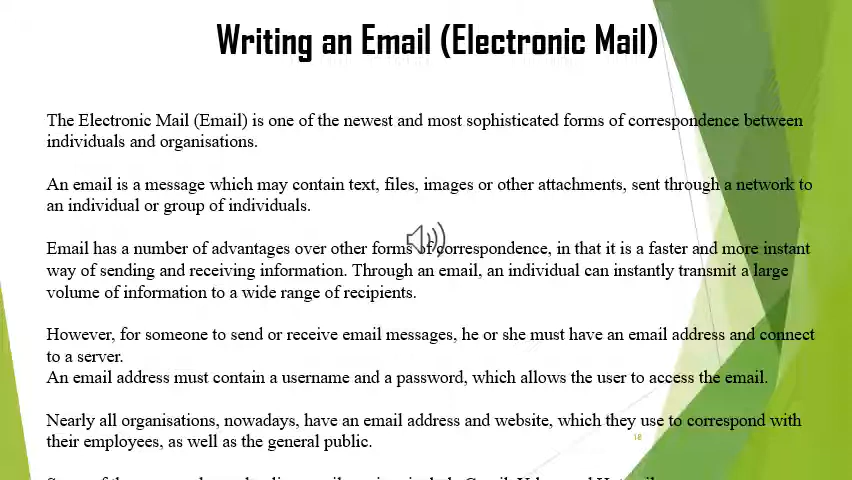 Writing an Email (Electronic Mail)
The Electronic Mail (Email) is one of the newest and most sophisticated forms of correspondence between
individuals and organisations.
An email is a message which may contain text, files, images or other attachments, sent through a network to
an individual or group of individuals.
Email has a number of advantages over other forms of correspondence, in that it is a faster and more instant
way of sending and receiving information. Through an email, an individual can instantly transmit a large
volume of information to a wide range of recipients.
However, for someone to send or receive email messages, he or she must have an email address and connect
to a server.
An email address must contain a username and a password, which allows the user to access the email.
Nearly all organisations, nowadays, have an email address and website, which they use to correspond with
18
their employees, as well as the general public.